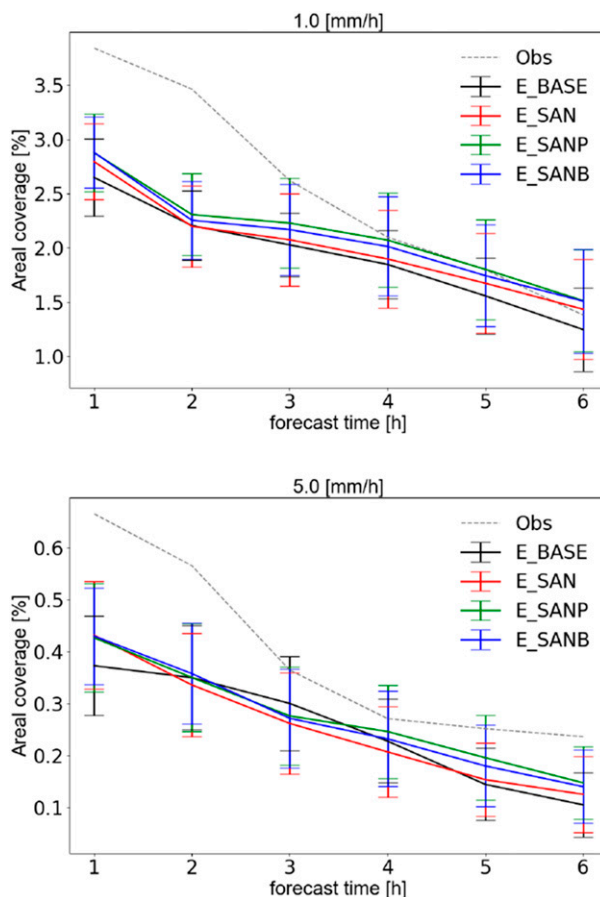 1.0 [mm/h]
Obs
E_BASE
E_SAN
E_SANP
E_SANB
3.5
3.0
2.5
2.0
1.5
1.0
Areal coverage [%]
1 2 3 4 5 6
forecast time [h]
5.0 [mm/h]
Obs
E_BASE
E_SAN
E_SANP
E_SANB
0.6
0.5
0.4
0.3
0.2
0.1
Areal coverage [%]
1 2 3 4 5 6
forecast time [h]